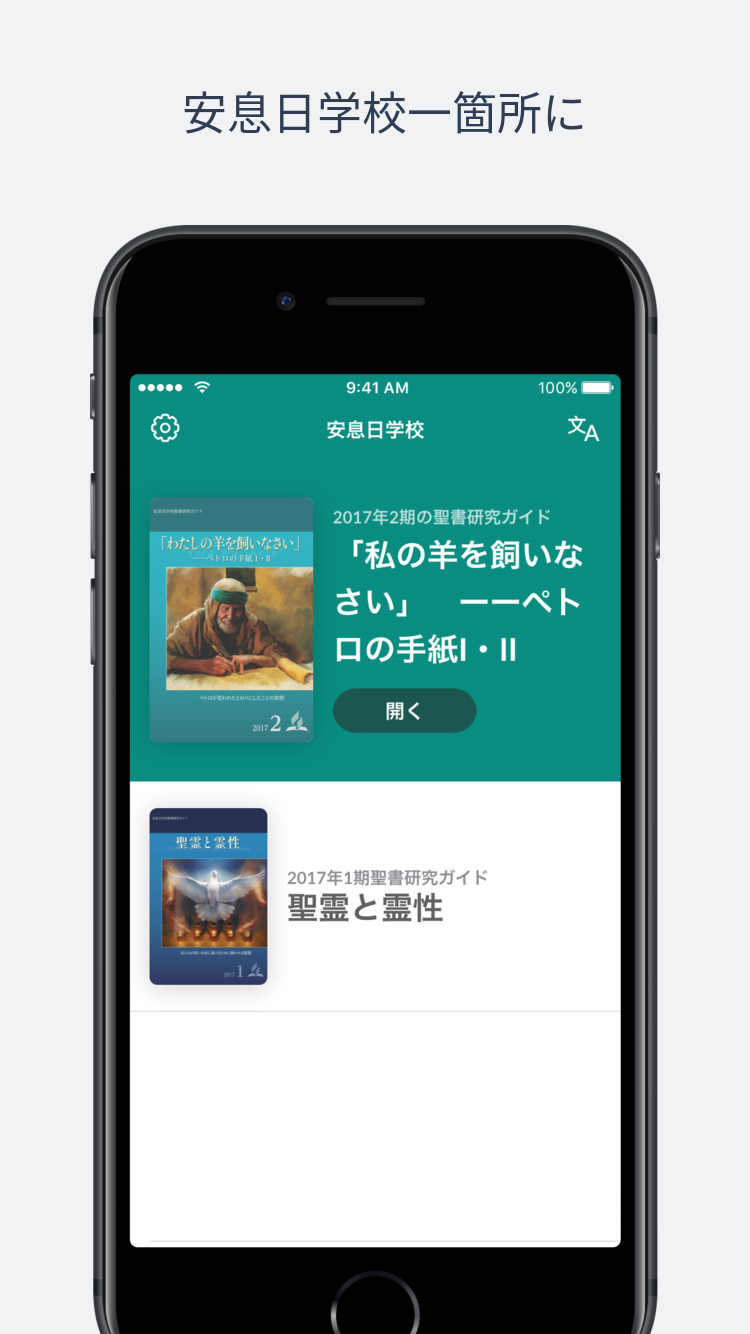 安息日学校一箇所に
9:41 AM
100%
安息日学校
文A
安息日学校聖書研究ガイド
「わたしの羊を飼いなさい」
——ペトロの手紙 I・II
ペトロが言われたとおりにしたことの実例
2017 2
2017年2期の聖書研究ガイド
「私の羊を飼いな
さい」　ーーペト
ロの手紙I・II
開く
安息日学校聖書研究ガイド
聖霊と霊性
2017 1
2017年1期聖書研究ガイド
聖霊と霊性